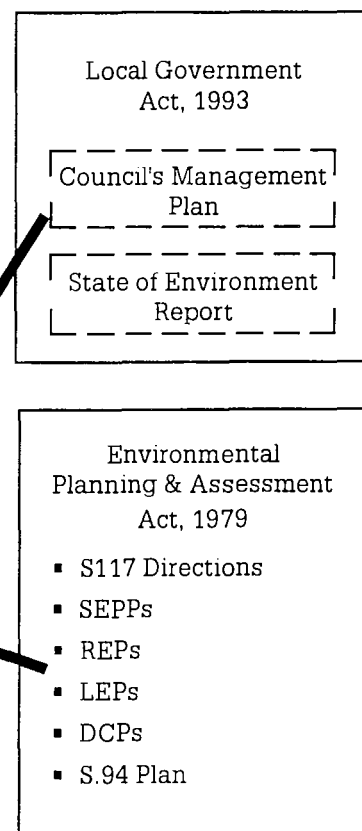 Local Government
Act, 1993
Council's Management
Plan
State of Environment
Report
Environmental
Planning & Assessment
Act, 1979
▪ S117 Directions
▪ SEPPs
▪ REPs
▪ LEPs
▪ DCPs
▪ S.94 Plan